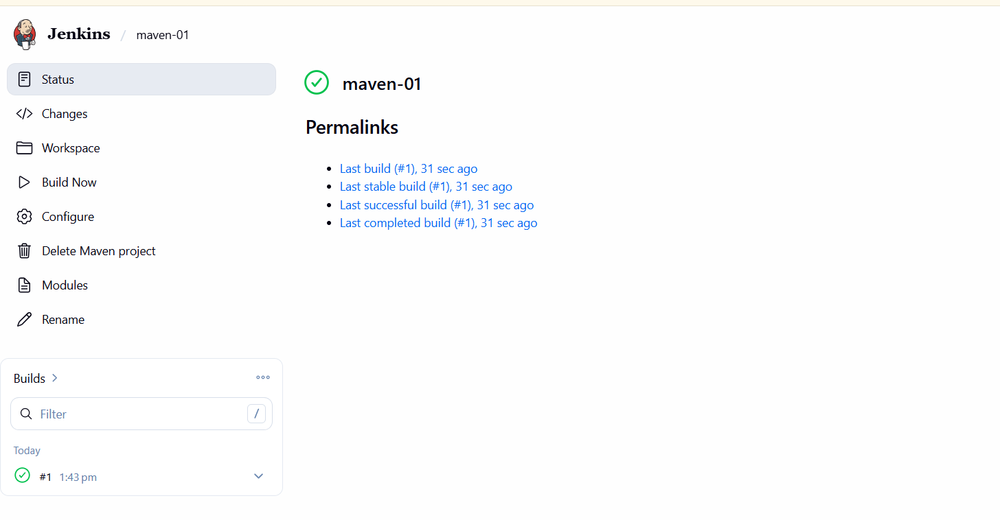 Jenkins / maven-01
Status
Changes
Workspace
Build Now
Configure
Delete Maven project
Modules
Rename
Builds
Filter /
Today
#1 1:43 pm
maven-01
Permalinks
Last build (#1), 31 sec ago
Last stable build (#1), 31 sec ago
Last successful build (#1), 31 sec ago
Last completed build (#1), 31 sec ago